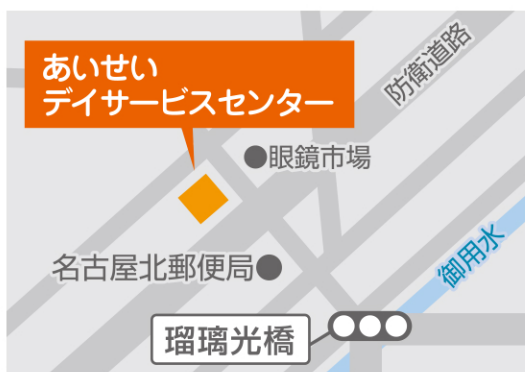 あいせい
デイサービスセンター
防衛道路
●眼鏡市場
御用水
名古屋北郵便局●
瑠璃光橋